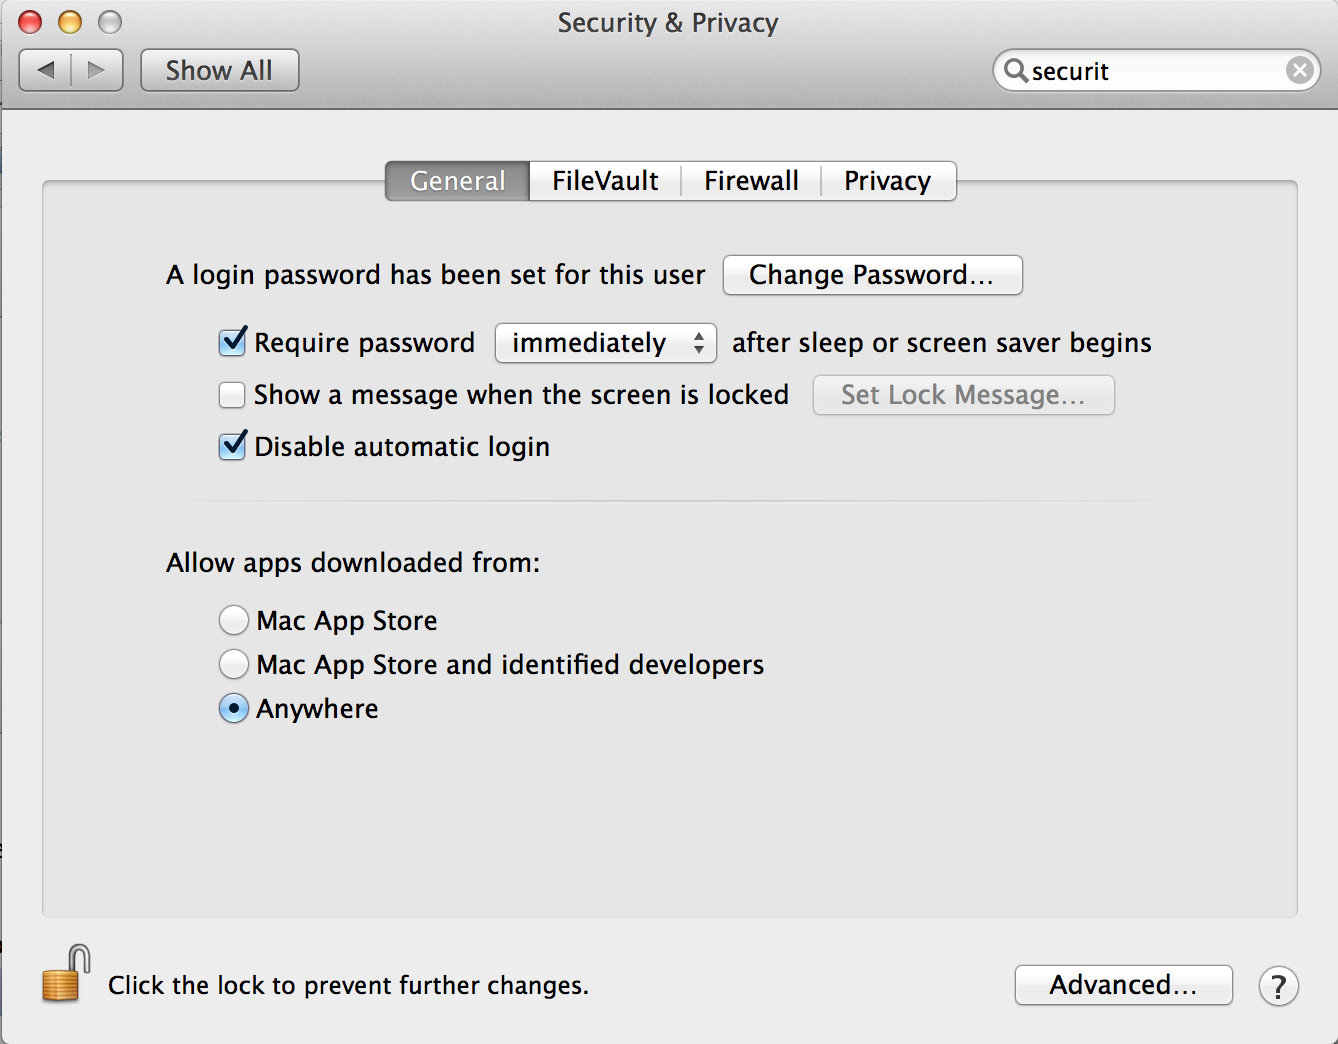 Security & Privacy
Show All
securit
General FileVault Firewall Privacy
A login password has been set for this user Change Password...
Require password immediately after sleep or screen saver begins
Show a message when the screen is locked Set Lock Message...
Disable automatic login
Allow apps downloaded from:
Mac App Store
Mac App Store and identified developers
Anywhere
Click the lock to prevent further changes.
Advanced... ?